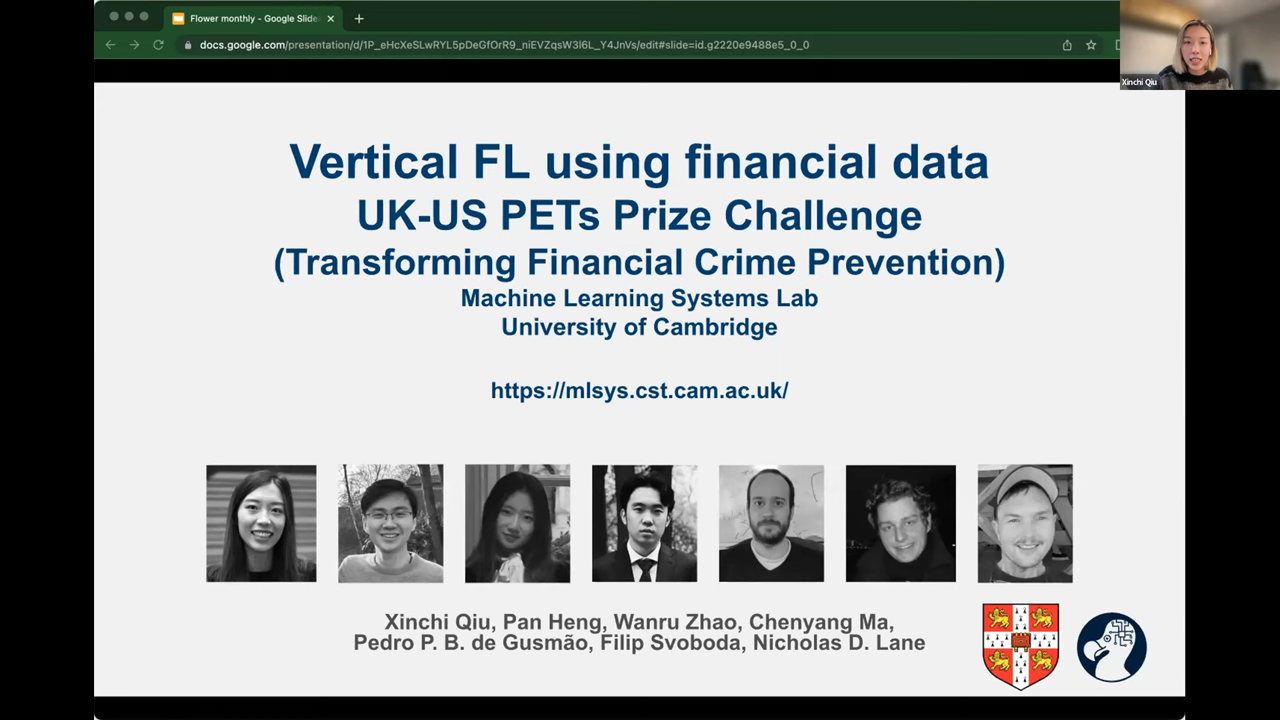 Flower monthly - Google Slide
docs.google.com/presentation/d/1P_eHcXeSLwRYL5pDeGfOrR9_niEVZqsW3l6L_Y4JnVs/edit#slide=id.g2220e9488e5_0_0
Xinchi Qiu
Vertical FL using financial data
UK-US PETs Prize Challenge
(Transforming Financial Crime Prevention)
Machine Learning Systems Lab
University of Cambridge
https://mlsys.cst.cam.ac.uk/
Xinchi Qiu, Pan Heng, Wanru Zhao, Chenyang Ma,
Pedro P. B. de Gusmão, Filip Svoboda, Nicholas D. Lane